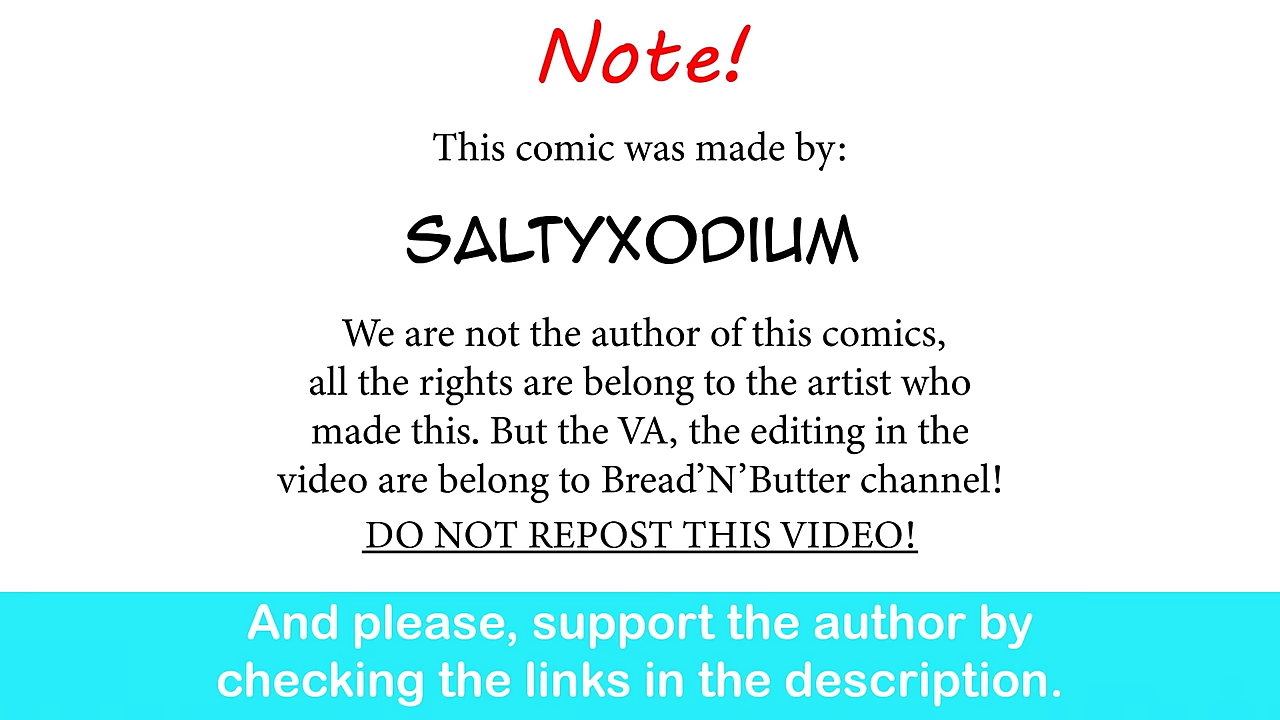 Note!
This comic was made by:
SALTYXODIUM
We are not the author of this comics,
all the rights are belong to the artist who
made this. But the VA, the editing in the
video are belong to Bread’N’Butter channel!
DO NOT REPOST THIS VIDEO!
And please, support the author by
checking the links in the description.